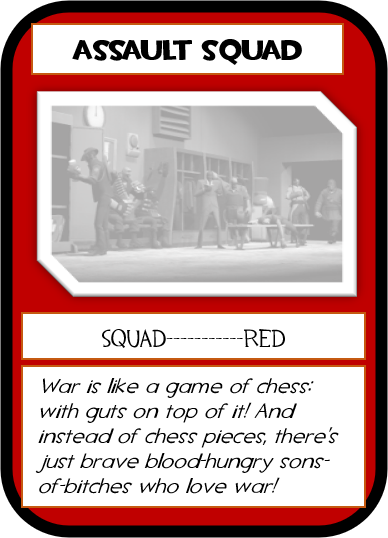 ASSAULT SQUAD
SQUAD-----------RED
War is like a game of chess:
with guts on top of it! And
instead of chess pieces, there's
just brave blood-hungry sons-
of-bitches who love war!